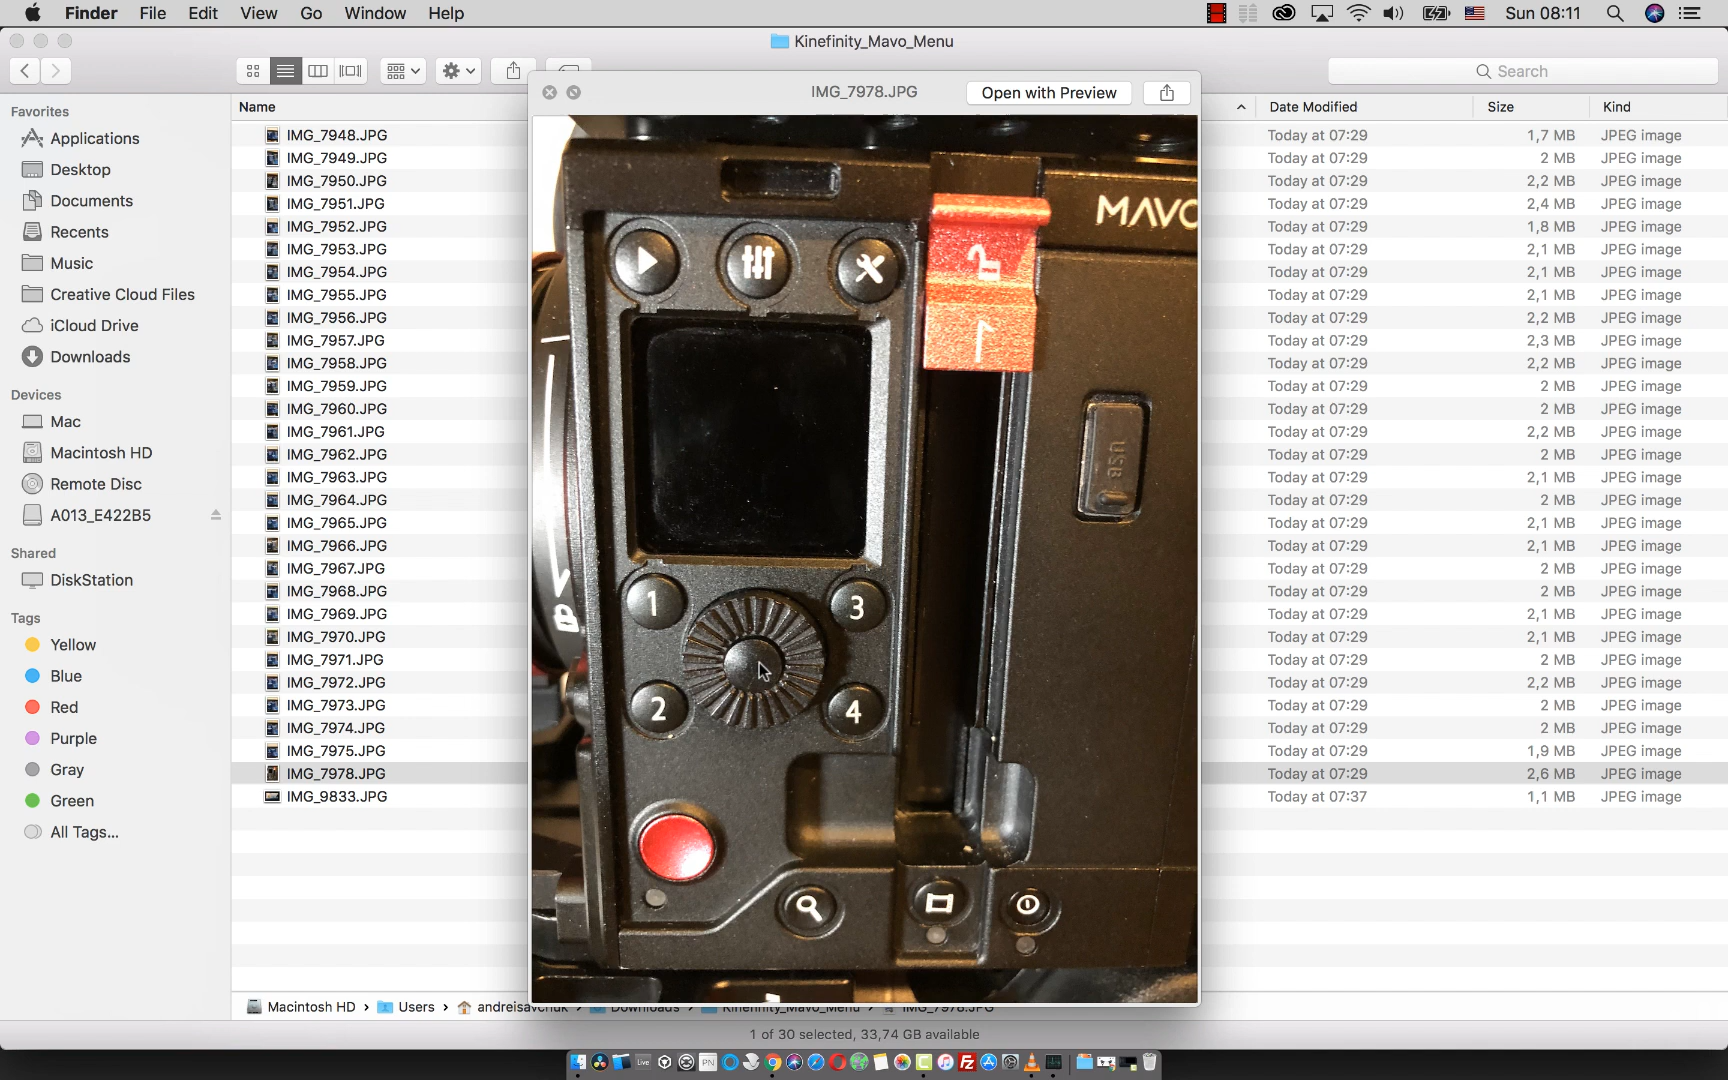 Finder File Edit View Go Window Help
Sun 08:11
Kinefinity_Mavo_Menu
Search
IMG_7978.JPG
Open with Preview
Favorites
Applications
Desktop
Documents
Recents
Music
Creative Cloud Files
iCloud Drive
Downloads
Devices
Mac
Macintosh HD
Remote Disc
A013_E422B5
Shared
DiskStation
Tags
Yellow
Blue
Red
Purple
Gray
Green
All Tags...
Name Date Modified Size Kind
IMG_7948.JPG Today at 07:29 1,7 MB JPEG image
IMG_7949.JPG Today at 07:29 2 MB JPEG image
IMG_7950.JPG Today at 07:29 2,2 MB JPEG image
IMG_7951.JPG Today at 07:29 2,4 MB JPEG image
IMG_7952.JPG Today at 07:29 1,8 MB JPEG image
IMG_7953.JPG Today at 07:29 2,1 MB JPEG image
IMG_7954.JPG Today at 07:29 2,1 MB JPEG image
IMG_7955.JPG Today at 07:29 2,1 MB JPEG image
IMG_7956.JPG Today at 07:29 2,2 MB JPEG image
IMG_7957.JPG Today at 07:29 2,3 MB JPEG image
IMG_7958.JPG Today at 07:29 2,2 MB JPEG image
IMG_7959.JPG Today at 07:29 2 MB JPEG image
IMG_7960.JPG Today at 07:29 2 MB JPEG image
IMG_7961.JPG Today at 07:29 2,2 MB JPEG image
IMG_7962.JPG Today at 07:29 2 MB JPEG image
IMG_7963.JPG Today at 07:29 2,1 MB JPEG image
IMG_7964.JPG Today at 07:29 2 MB JPEG image
IMG_7965.JPG Today at 07:29 2,1 MB JPEG image
IMG_7966.JPG Today at 07:29 2,1 MB JPEG image
IMG_7967.JPG Today at 07:29 2 MB JPEG image
IMG_7968.JPG Today at 07:29 2 MB JPEG image
IMG_7969.JPG Today at 07:29 2,1 MB JPEG image
IMG_7970.JPG Today at 07:29 2,1 MB JPEG image
IMG_7971.JPG Today at 07:29 2 MB JPEG image
IMG_7972.JPG Today at 07:29 2,2 MB JPEG image
IMG_7973.JPG Today at 07:29 2 MB JPEG image
IMG_7974.JPG Today at 07:29 2 MB JPEG image
IMG_7975.JPG Today at 07:29 1,9 MB JPEG image
IMG_7978.JPG Today at 07:29 2,6 MB JPEG image
IMG_9833.JPG Today at 07:37 1,1 MB JPEG image
MAVO
USB
1 3
2 4
Macintosh HD Users andreisavchuk Downloads Kinefinity_Mavo_Menu IMG_7978.JPG
1 of 30 selected, 33,74 GB available
Live
PN
FZ